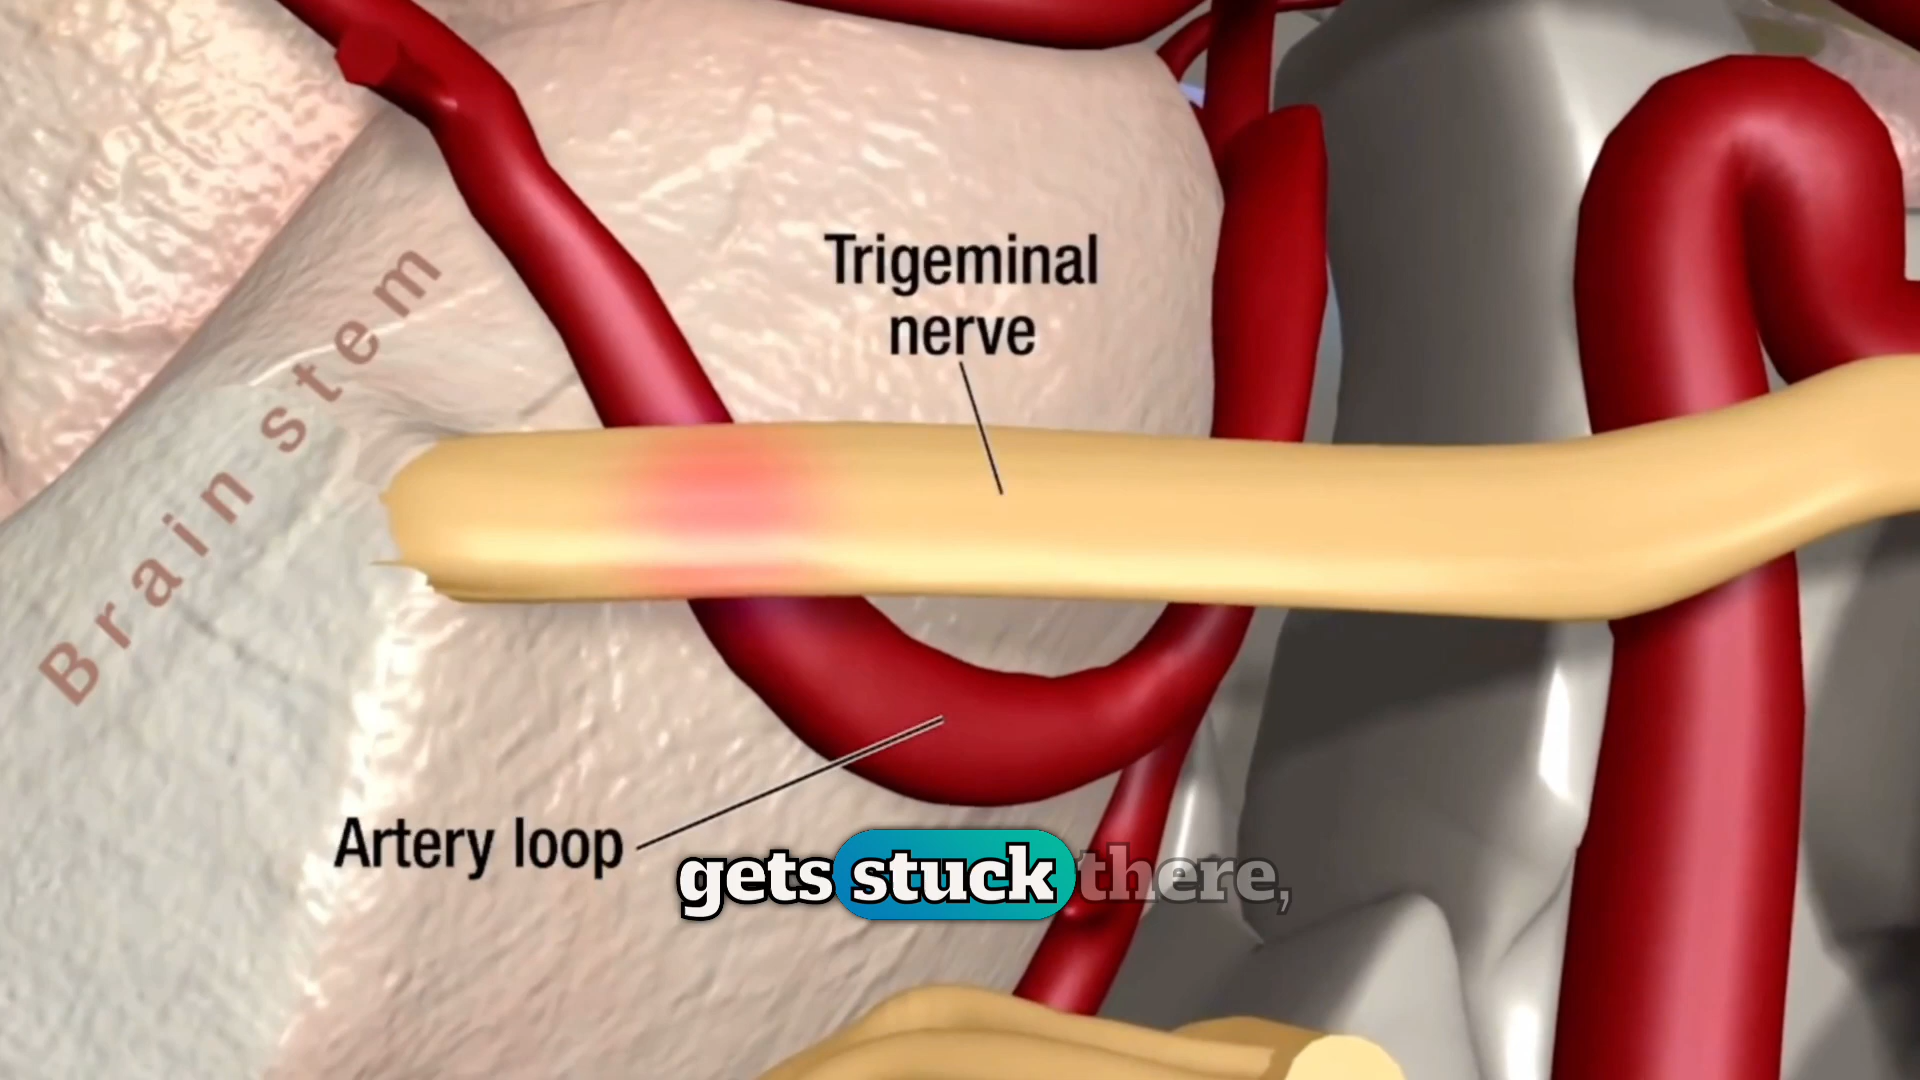 Trigeminal
nerve
Brain stem
Artery loop
gets stuck there,